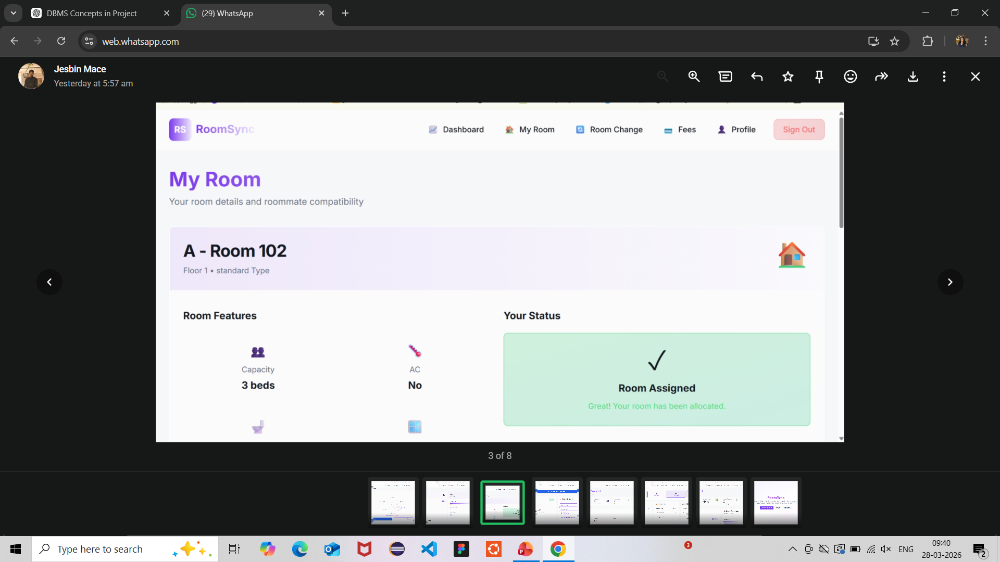 DBMS Concepts in Project
(29) WhatsApp
web.whatsapp.com
Jesbin Mace
Yesterday at 5:57 am
RS RoomSync
Dashboard
My Room
Room Change
Fees
Profile
Sign Out
My Room
Your room details and roommate compatibility
A - Room 102
Floor 1 • standard Type
Room Features
Capacity
3 beds
AC
No
Your Status
Room Assigned
Great! Your room has been allocated.
3 of 8
RoomSync
Type here to search
3
ENG
09:40
28-03-2026
2